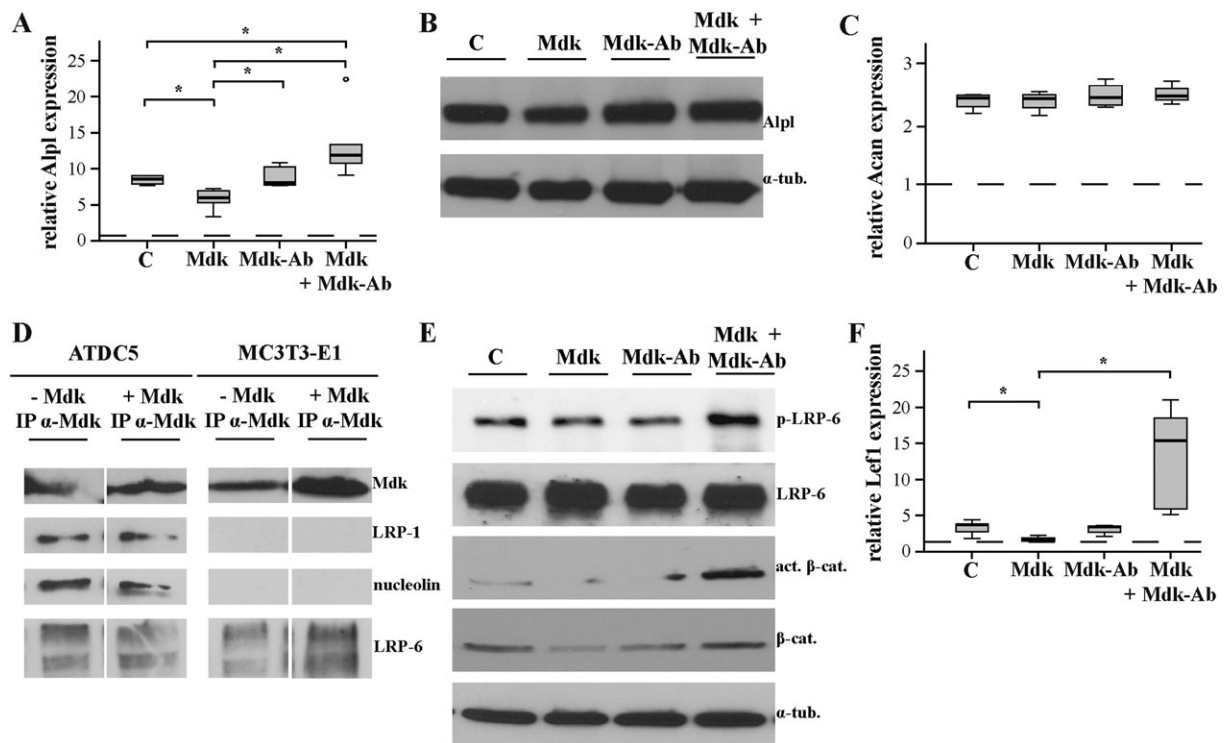 A
relative Alpl expression
25
20
15
10
5
0
*
*
*
*
C Mdk Mdk-Ab Mdk
+ Mdk-Ab
B
C Mdk Mdk-Ab Mdk +
Mdk-Ab
Alpl
α-tub.
C
relative Acan expression
3
2
1
0
C Mdk Mdk-Ab Mdk
+ Mdk-Ab
D
ATDC5 MC3T3-E1
- Mdk + Mdk - Mdk + Mdk
IP α-Mdk IP α-Mdk IP α-Mdk IP α-Mdk
Mdk
LRP-1
nucleolin
LRP-6
E
C Mdk Mdk-Ab Mdk +
Mdk-Ab
p-LRP-6
LRP-6
act. β-cat.
β-cat.
α-tub.
F
relative Lef1 expression
25
20
15
10
5
0
*
*
C Mdk Mdk-Ab Mdk
+ Mdk-Ab